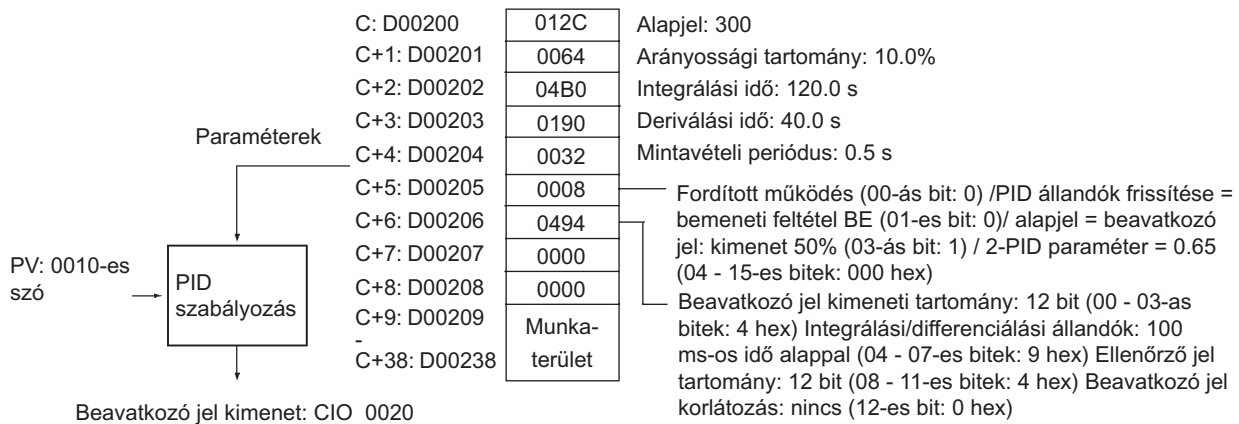 C: D00200 012C Alapjel: 300
C+1: D00201 0064 Arányossági tartomány: 10.0%
C+2: D00202 04B0 Integrálási idő: 120.0 s
C+3: D00203 0190 Deriválási idő: 40.0 s
Paraméterek
C+4: D00204 0032 Mintavételi periódus: 0.5 s
C+5: D00205 0008
C+6: D00206 0494
C+7: D00207 0000
C+8: D00208 0000
C+9: D00209
-
C+38: D00238
Munka-
terület
Fordított működés (00-ás bit: 0) /PID állandók frissítése =
bemeneti feltétel BE (01-es bit: 0)/ alapjel = beavatkozó
jel: kimenet 50% (03-ás bit: 1) / 2-PID paraméter = 0.65
(04 - 15-es bitek: 000 hex)
Beavatkozó jel kimeneti tartomány: 12 bit (00 - 03-as
bitek: 4 hex) Integrálási/differenciálási állandók: 100
ms-os idő alappal (04 - 07-es bitek: 9 hex) Ellenőrző jel
tartomány: 12 bit (08 - 11-es bitek: 4 hex) Beavatkozó jel
korlátozás: nincs (12-es bit: 0 hex)
PV: 0010-es
szó
PID
szabályozás
Beavatkozó jel kimenet: CIO 0020